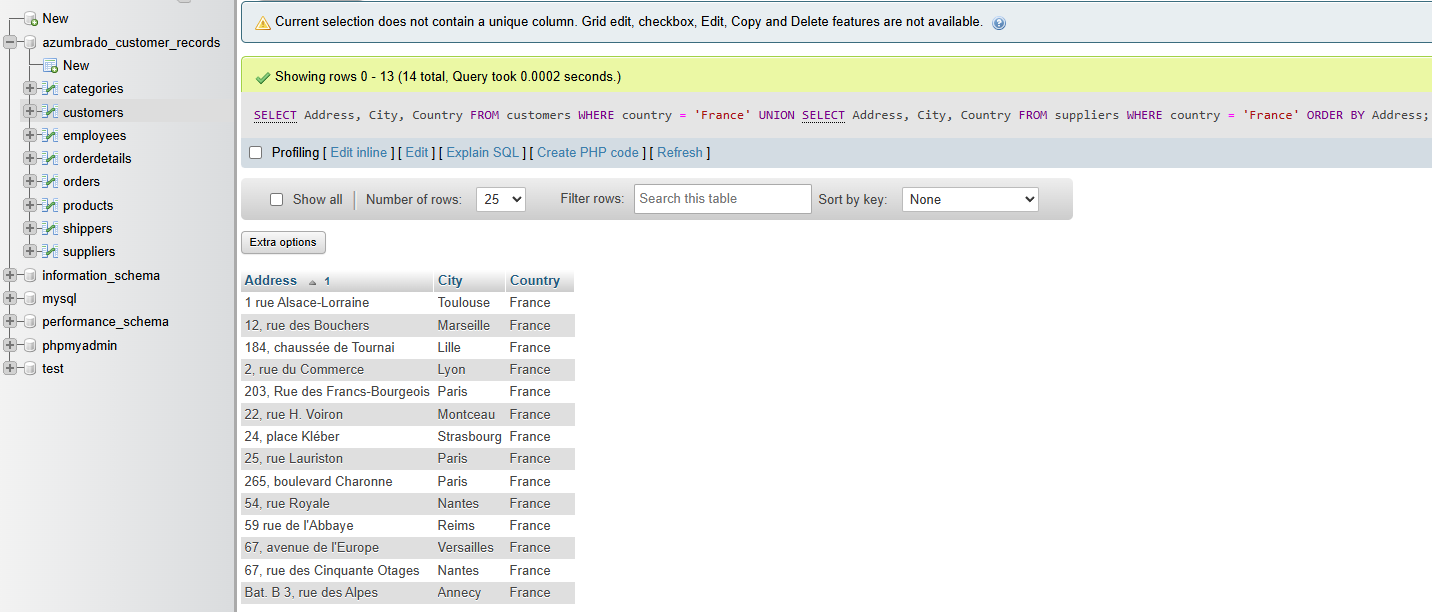 New
azumbrado_customer_records
New
categories
customers
employees
orderdetails
orders
products
shippers
suppliers
information_schema
mysql
performance_schema
phpmyadmin
test
Current selection does not contain a unique column. Grid edit, checkbox, Edit, Copy and Delete features are not available.
Showing rows 0 - 13 (14 total, Query took 0.0002 seconds.)
SELECT Address, City, Country FROM customers WHERE country = 'France' UNION SELECT Address, City, Country FROM suppliers WHERE country = 'France' ORDER BY Address;
Profiling [ Edit inline ] [ Edit ] [ Explain SQL ] [ Create PHP code ] [ Refresh ]
Show all Number of rows: 25 Filter rows: Search this table Sort by key: None
Extra options
Address 1 City Country
1 rue Alsace-Lorraine Toulouse France
12, rue des Bouchers Marseille France
184, chaussée de Tournai Lille France
2, rue du Commerce Lyon France
203, Rue des Francs-Bourgeois Paris France
22, rue H. Voiron Montceau France
24, place Kléber Strasbourg France
25, rue Lauriston Paris France
265, boulevard Charonne Paris France
54, rue Royale Nantes France
59 rue de l'Abbaye Reims France
67, avenue de l'Europe Versailles France
67, rue des Cinquante Otages Nantes France
Bat. B 3, rue des Alpes Annecy France